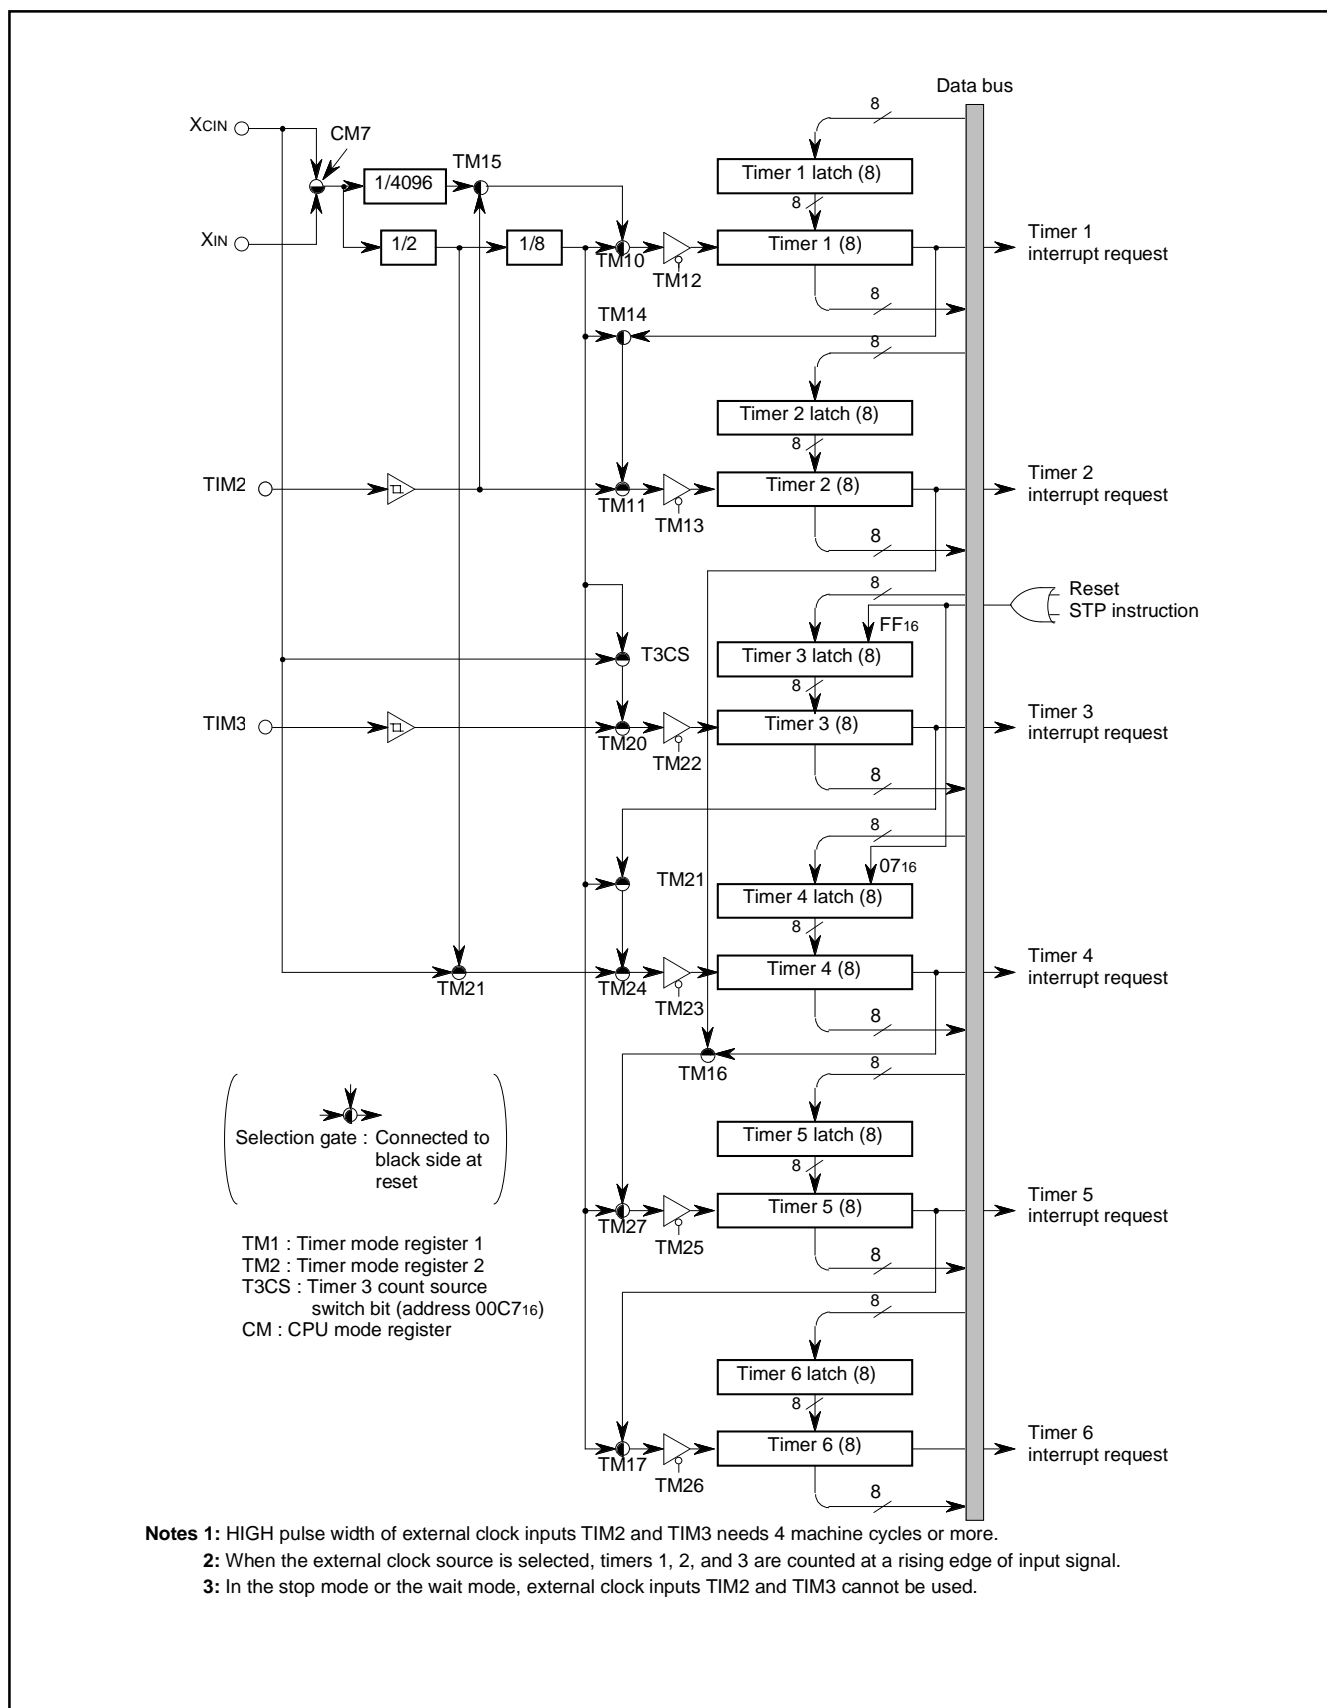 Data bus
8
XCIN
CM7
TM15
1/4096
Timer 1 latch (8)
8
XIN
1/2
1/8
TM10
TM12
Timer 1 (8)
Timer 1
interrupt request
8
TM14
8
Timer 2 latch (8)
8
TIM2
TM11
TM13
Timer 2 (8)
Timer 2
interrupt request
8
8
Reset
STP instruction
FF16
T3CS
Timer 3 latch (8)
8
TIM3
TM20
TM22
Timer 3 (8)
Timer 3
interrupt request
8
8
0716
TM21
Timer 4 latch (8)
8
TM21
TM24
TM23
Timer 4 (8)
Timer 4
interrupt request
8
TM16
8
Selection gate : Connected to
black side at
reset
Timer 5 latch (8)
8
TM27
TM25
Timer 5 (8)
Timer 5
interrupt request
8
TM1 : Timer mode register 1
TM2 : Timer mode register 2
T3CS : Timer 3 count source
switch bit (address 00C716)
CM : CPU mode register
8
Timer 6 latch (8)
8
TM17
TM26
Timer 6 (8)
Timer 6
interrupt request
8
Notes 1: HIGH pulse width of external clock inputs TIM2 and TIM3 needs 4 machine cycles or more.
2: When the external clock source is selected, timers 1, 2, and 3 are counted at a rising edge of input signal.
3: In the stop mode or the wait mode, external clock inputs TIM2 and TIM3 cannot be used.